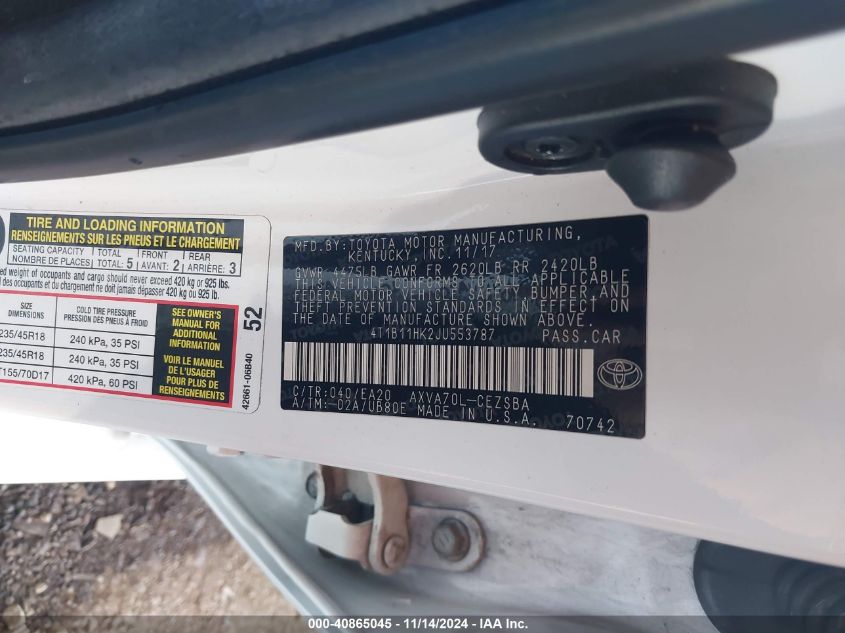 TIRE AND LOADING INFORMATION
RENSEIGNEMENTS SUR LES PNEUS ET LE CHARGEMENT
SEATING CAPACITY TOTAL 5 FRONT 2 REAR 3
NOMBRE DE PLACES: TOTAL: AVANT: ARRIÈRE:
weight of occupants and cargo should never exceed 420 kg or 925 lbs.
des occupants et du chargement ne doit jamais dépasser 420 kg ou 925 lb.
SIZE DIMENSIONS
COLD TIRE PRESSURE
PRESSION DES PNEUS À FROID
235/45R18 240 kPa, 35 PSI
235/45R18 240 kPa, 35 PSI
T155/70D17 420 kPa, 60 PSI
SEE OWNER'S
MANUAL FOR
ADDITIONAL
INFORMATION
VOIR LE MANUEL
DE L'USAGER
POUR PLUS DE
RENSEIGNEMENTS
52
42661-06B40
MFD.BY: TOYOTA MOTOR MANUFACTURING,
KENTUCKY, INC. 11/17
GVWR 4475LB GAWR FR 2620LB RR 2420LB
THIS VEHICLE CONFORMS TO ALL APPLICABLE
FEDERAL MOTOR VEHICLE SAFETY, BUMPER, AND
THEFT PREVENTION STANDARDS IN EFFECT ON
THE DATE OF MANUFACTURE SHOWN ABOVE.
4T1B11HK2JU553787 PASS.CAR
C/TR:040/EA20 AXVA70L-CEZSBA
A/TM:-02A/UB80E MADE IN U.S.A. 70742
000-40865045 - 11/14/2024 - IAA Inc.